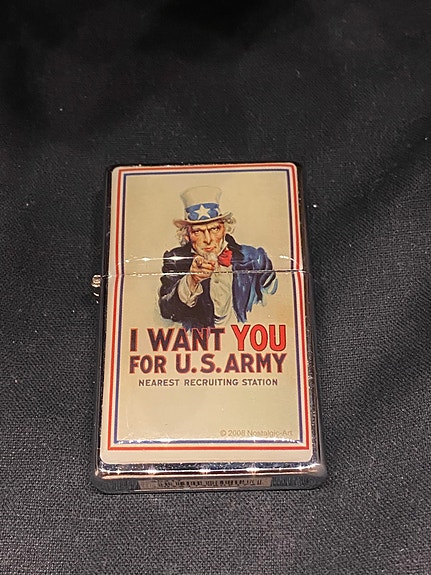 I WANT YOU
FOR U.S. ARMY
NEAREST RECRUITING STATION
© 2008 Nostalgic-Art